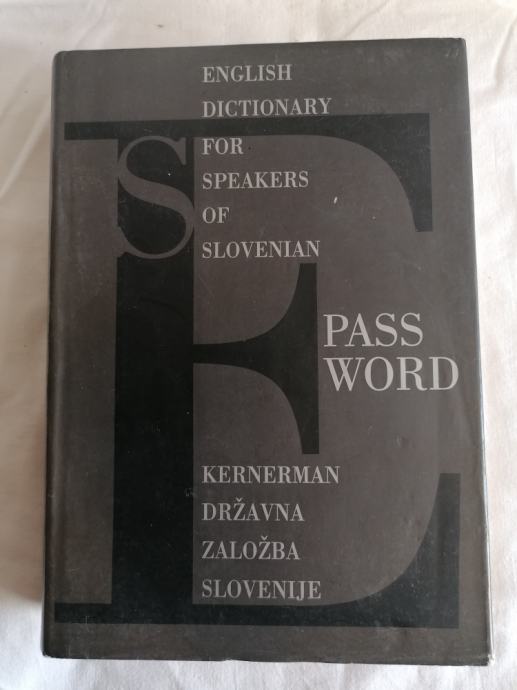 ENGLISH
DICTIONARY
FOR
SPEAKERS
OF
SLOVENIAN
S
E
PASS
WORD
KERNERMAN
DRŽAVNA
ZALOŽBA
SLOVENIJE